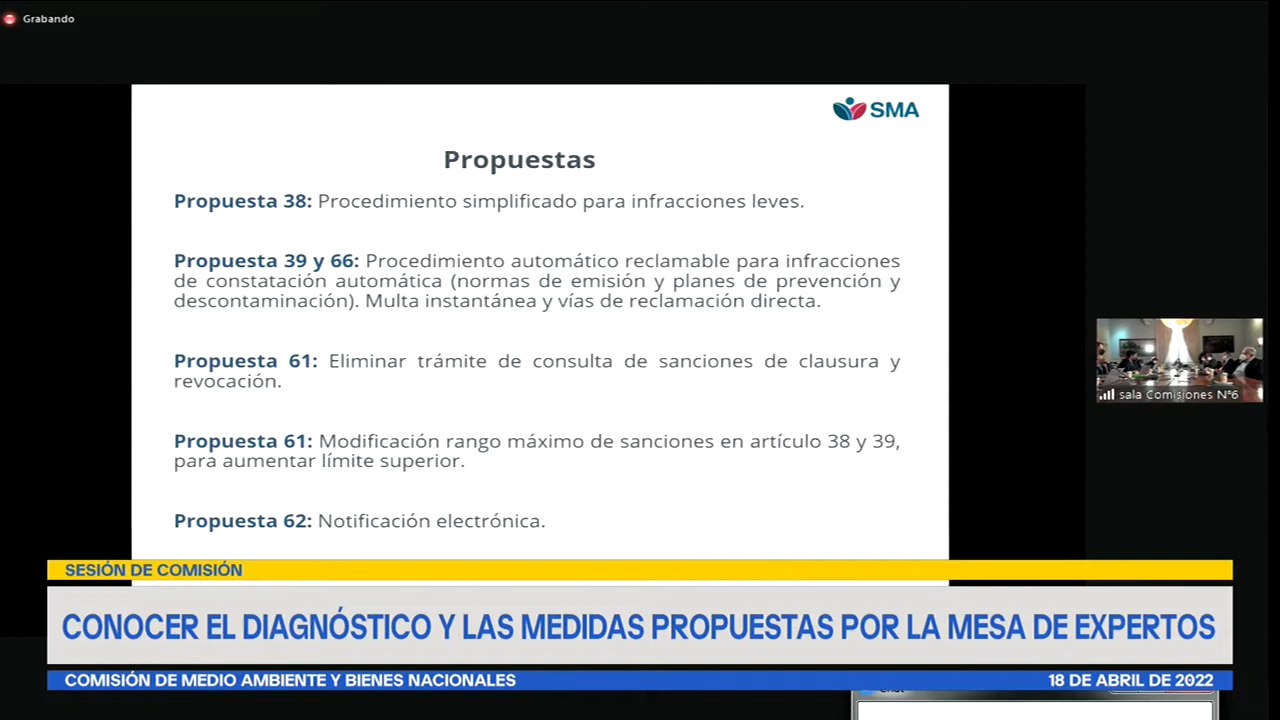 Grabando
SMA
Propuestas
Propuesta 38: Procedimiento simplificado para infracciones leves.
Propuesta 39 y 66: Procedimiento automático reclamable para infracciones
de constatación automática (normas de emisión y planes de prevención y
descontaminación). Multa instantánea y vías de reclamación directa.
Propuesta 61: Eliminar trámite de consulta de sanciones de clausura y
revocación.
Propuesta 61: Modificación rango máximo de sanciones en artículo 38 y 39,
para aumentar límite superior.
Propuesta 62: Notificación electrónica.
sala Comisiones N°6
SESIÓN DE COMISIÓN
CONOCER EL DIAGNÓSTICO Y LAS MEDIDAS PROPUESTAS POR LA MESA DE EXPERTOS
COMISIÓN DE MEDIO AMBIENTE Y BIENES NACIONALES
18 DE ABRIL DE 2022